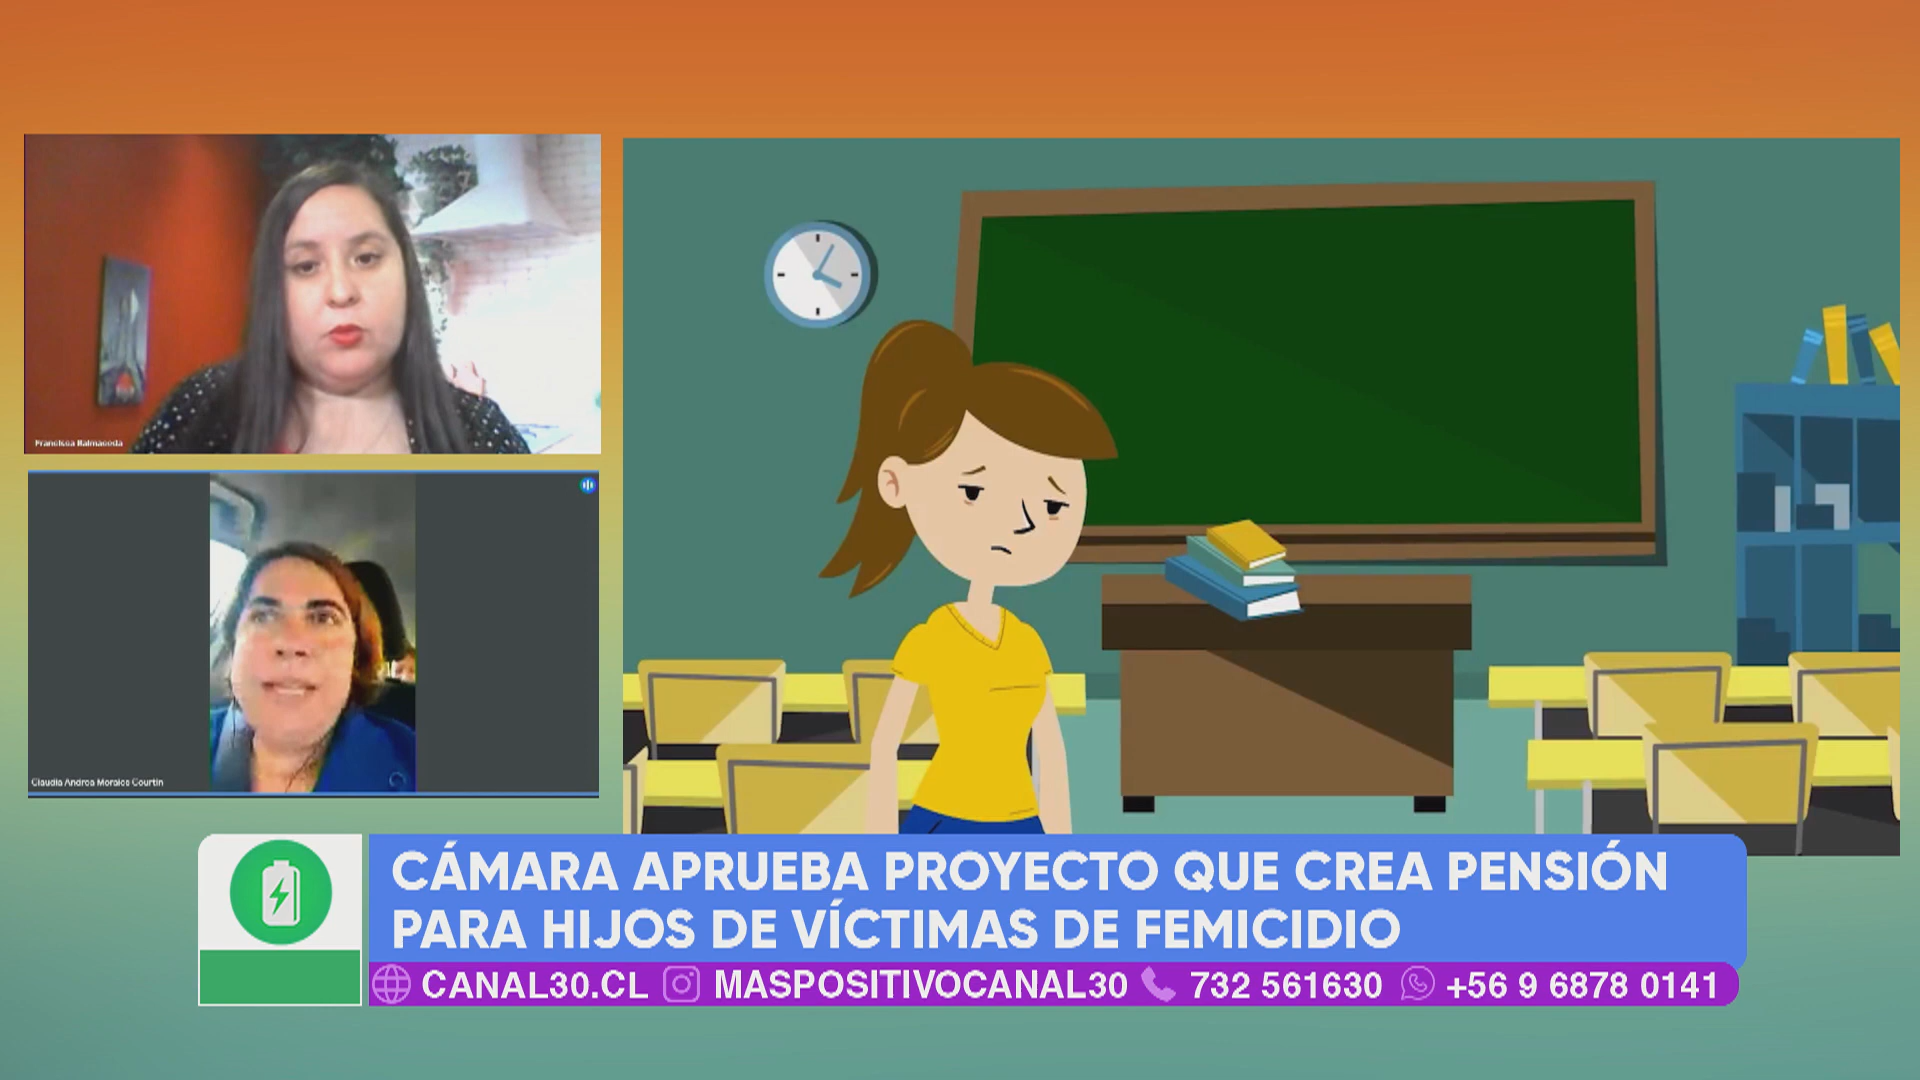 Francisca Balmaceda
Claudia Andrea Morales Courtin
CÁMARA APRUEBA PROYECTO QUE CREA PENSIÓN
PARA HIJOS DE VÍCTIMAS DE FEMICIDIO
CANAL30.CL MASPOSITIVOCANAL30 732 561630 +56 9 6878 0141